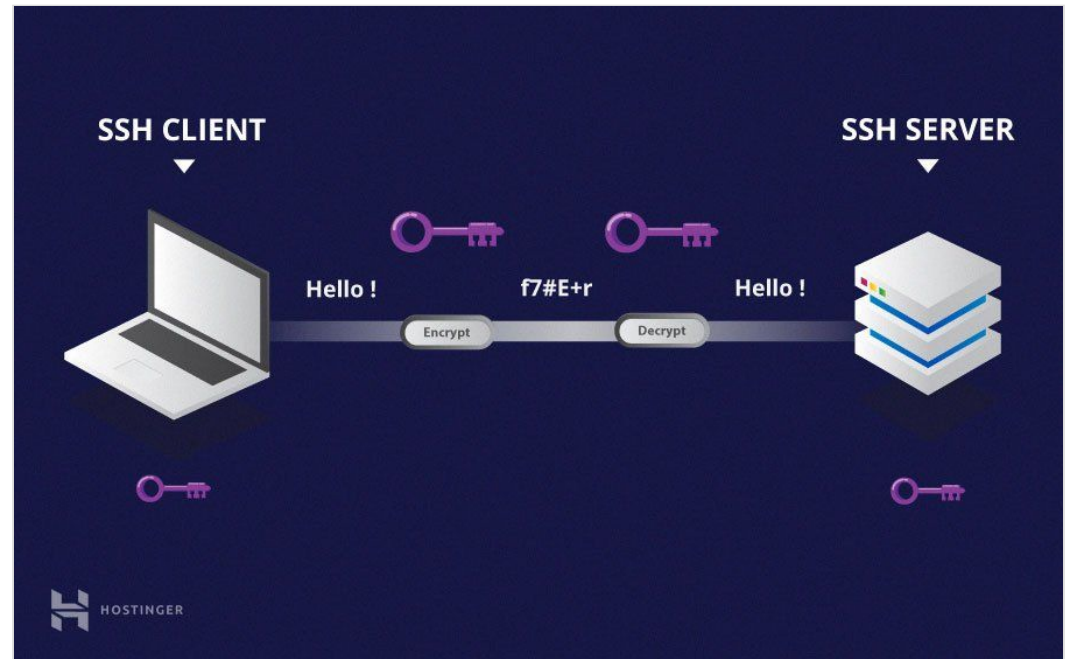 SSH CLIENT
SSH SERVER
Hello !
f7#E+r
Hello !
Encrypt
Decrypt
HOSTINGER